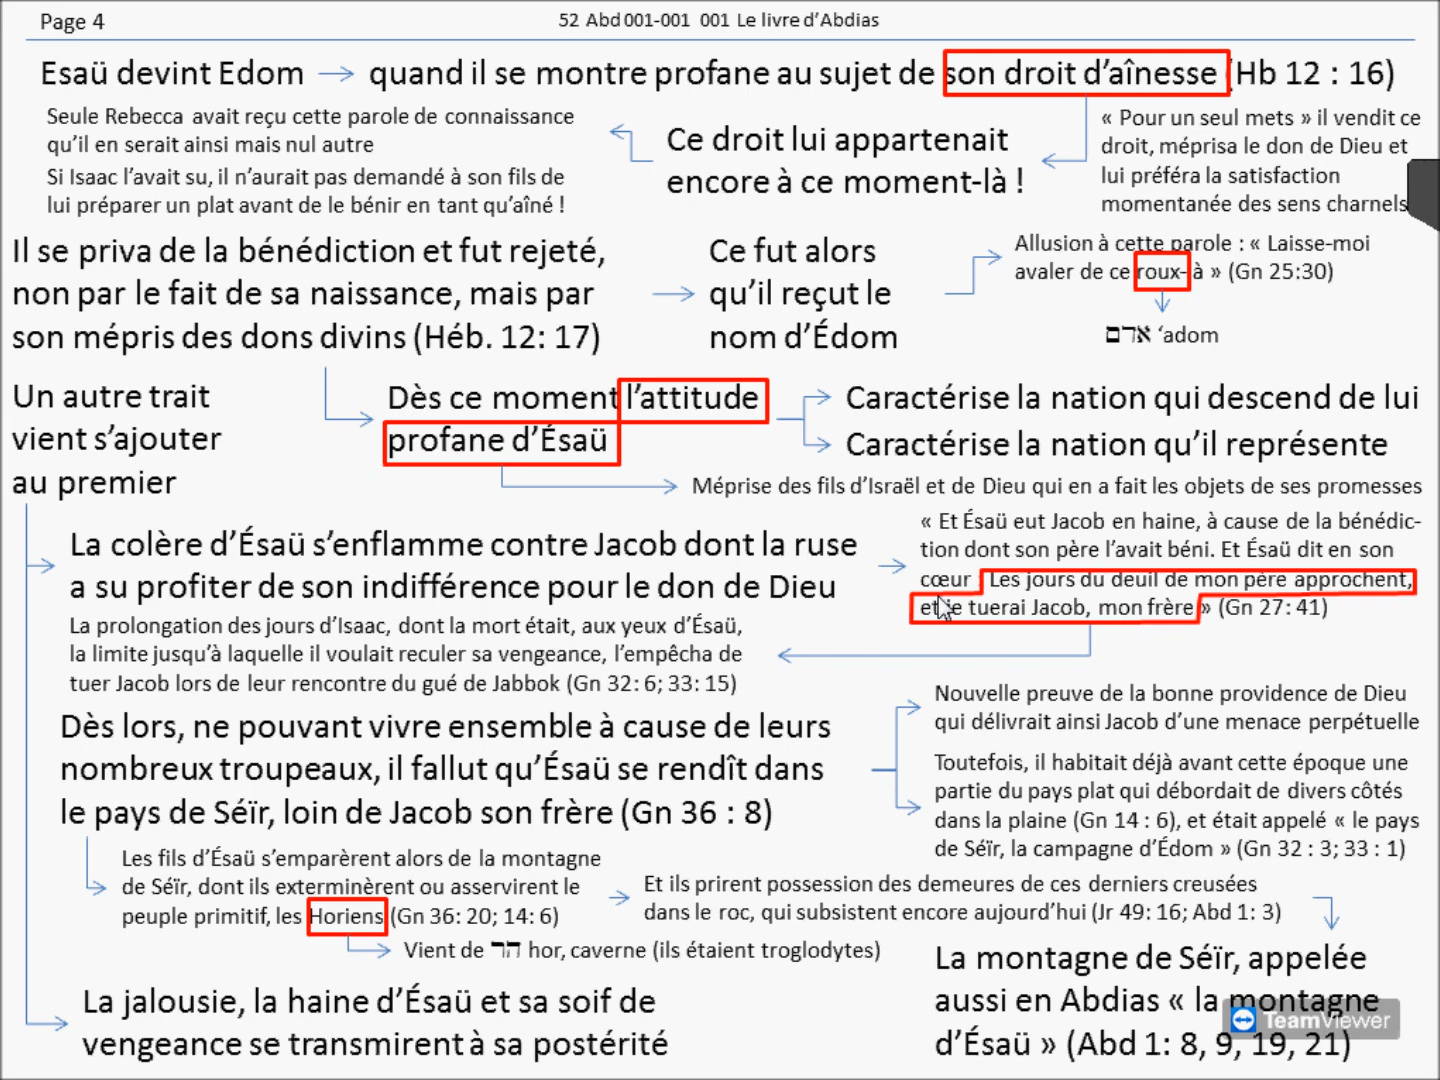 Page 4
52 Abd 001-001 001 Le livre d'Abdias
Esaü devint Edom
quand il se montre profane au sujet de son droit d'aînesse (Hb 12 : 16)
Seule Rebecca avait reçu cette parole de connaissance
qu'il en serait ainsi mais nul autre
Si Isaac l'avait su, il n'aurait pas demandé à son fils de
lui préparer un plat avant de le bénir en tant qu'aîné !
Ce droit lui appartenait
encore à ce moment-là !
« Pour un seul mets » il vendit ce
droit, méprisa le don de Dieu et
lui préféra la satisfaction
momentanée des sens charnels
Il se priva de la bénédiction et fut rejeté,
non par le fait de sa naissance, mais par
son mépris des dons divins (Héb. 12: 17)
Ce fut alors
qu'il reçut le
nom d'Édom
Allusion à cette parole : « Laisse-moi
avaler de ce roux-à » (Gn 25:30)
אדם 'adom
Un autre trait
vient s'ajouter
au premier
Dès ce moment l'attitude
profane d'Ésaü
Caractérise la nation qui descend de lui
Caractérise la nation qu'il représente
Méprise des fils d'Israël et de Dieu qui en a fait les objets de ses promesses
La colère d'Ésaü s'enflamme contre Jacob dont la ruse
a su profiter de son indifférence pour le don de Dieu
« Et Ésaü eut Jacob en haine, à cause de la bénédic-
tion dont son père l'avait béni. Et Ésaü dit en son
cœur : Les jours du deuil de mon père approchent,
et je tuerai Jacob, mon frère » (Gn 27: 41)
La prolongation des jours d'Isaac, dont la mort était, aux yeux d'Ésaü,
la limite jusqu'à laquelle il voulait reculer sa vengeance, l'empêcha de
tuer Jacob lors de leur rencontre du gué de Jabbok (Gn 32: 6; 33: 15)
Dès lors, ne pouvant vivre ensemble à cause de leurs
nombreux troupeaux, il fallut qu'Ésaü se rendît dans
le pays de Séïr, loin de Jacob son frère (Gn 36 : 8)
Nouvelle preuve de la bonne providence de Dieu
qui délivrait ainsi Jacob d'une menace perpétuelle
Toutefois, il habitait déjà avant cette époque une
partie du pays plat qui débordait de divers côtés
dans la plaine (Gn 14 : 6), et était appelé « le pays
de Séïr, la campagne d'Édom » (Gn 32 : 3; 33 : 1)
Les fils d'Ésaü s'emparèrent alors de la montagne
de Séïr, dont ils exterminèrent ou asservirent le
peuple primitif, les Horiens (Gn 36: 20; 14: 6)
Et ils prirent possession des demeures de ces derniers creusées
dans le roc, qui subsistent encore aujourd'hui (Jr 49: 16; Abd 1: 3)
Vient de הר hor, caverne (ils étaient troglodytes)
La montagne de Séïr, appelée
aussi en Abdias « la montagne
d'Ésaü » (Abd 1: 8, 9, 19, 21)
La jalousie, la haine d'Ésaü et sa soif de
vengeance se transmirent à sa postérité
TeamViewer